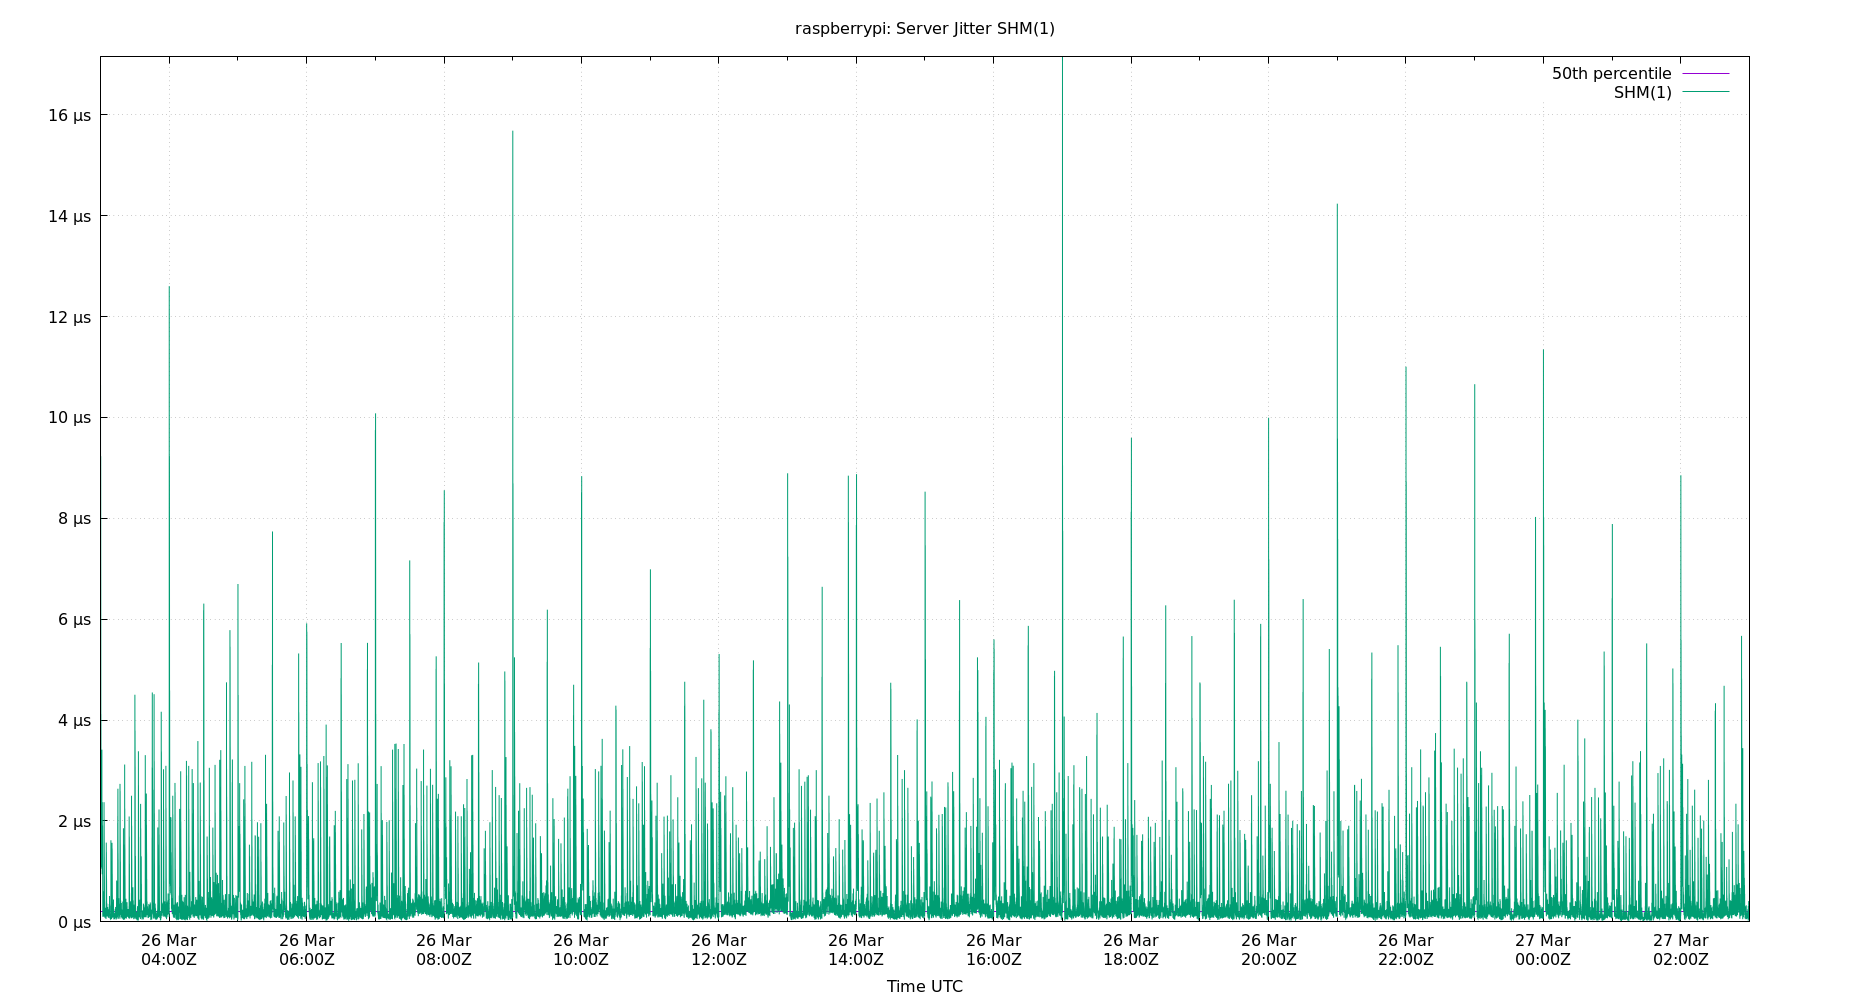 raspberrypi: Server Jitter SHM(1)
50th percentile
SHM(1)
16 µs
14 µs
12 µs
10 µs
8 µs
6 µs
4 µs
2 µs
0 µs
26 Mar 26 Mar 26 Mar 26 Mar 26 Mar 26 Mar 26 Mar 26 Mar 26 Mar 26 Mar 27 Mar 27 Mar
04:00Z 06:00Z 08:00Z 10:00Z 12:00Z 14:00Z 16:00Z 18:00Z 20:00Z 22:00Z 00:00Z 02:00Z
Time UTC